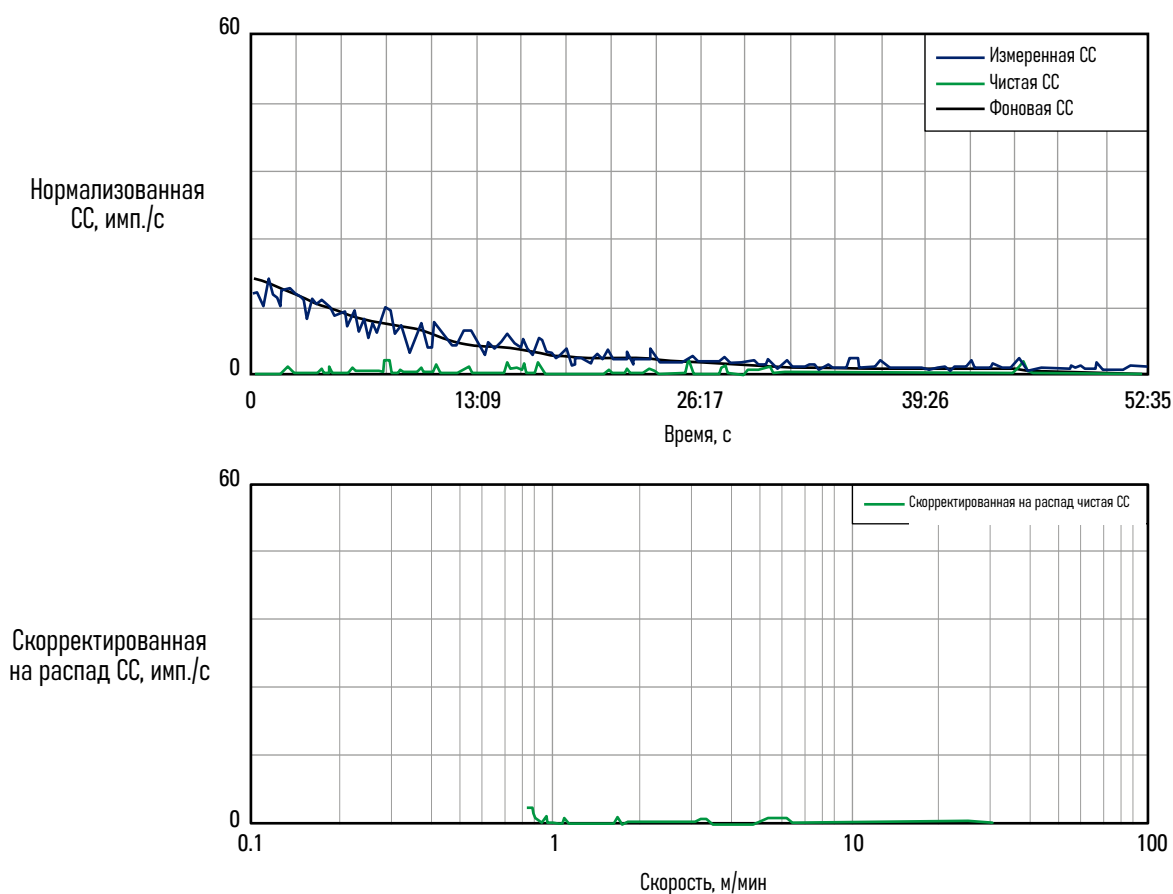 60
Измеренная СС
Чистая СС
Фоновая СС
Нормализованная
СС, имп./с
0
0 13:09 26:17 39:26 52:35
Время, с
60
Скорректированная на распад чистая СС
Скорректированная
на распад СС, имп./с
0
0.1 1 10 100
Скорость, м/мин